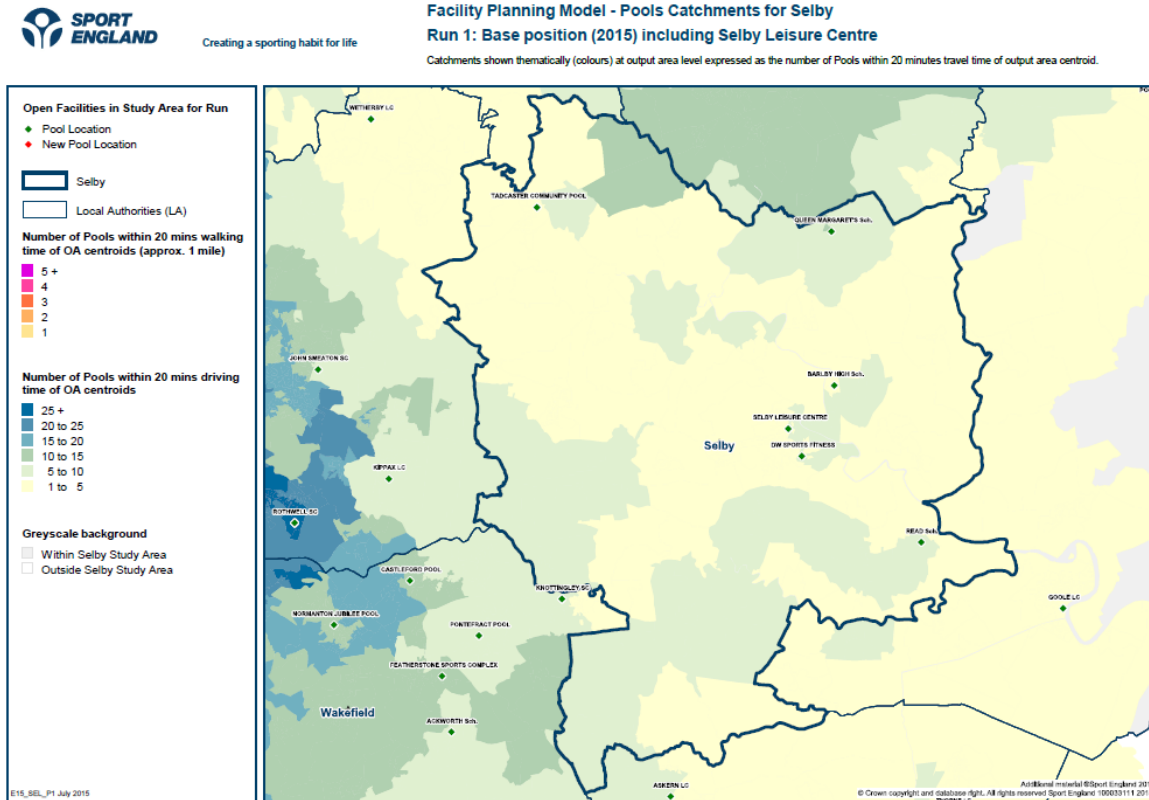 SPORT
ENGLAND
Creating a sporting habit for life
Facility Planning Model - Pools Catchments for Selby
Run 1: Base position (2015) including Selby Leisure Centre
Catchments shown thematically (colours) at output area level expressed as the number of Pools within 20 minutes travel time of output area centroid.
Open Facilities in Study Area for Run
Pool Location
New Pool Location
Selby
Local Authorities (LA)
Number of Pools within 20 mins walking
time of OA centroids (approx. 1 mile)
5 +
4
3
2
1
Number of Pools within 20 mins driving
time of OA centroids
25 +
20 to 25
15 to 20
10 to 15
5 to 10
1 to 5
Greyscale background
Within Selby Study Area
Outside Selby Study Area
E15_SEL_P1 July 2015
WETHERBY LC
TADCASTER COMMUNITY POOL
QUEEN MARGARET'S Sch.
JOHN SMEATON SC
BARLBY HIGH Sch.
SELBY LEISURE CENTRE
Selby
DW SPORTS FITNESS
KIPPAX LC
ROTHWELL SC
READ Sch.
CASTLEFORD POOL
KNOTTINGLEY SC
GOOLE LC
NORMANTON JUBILEE POOL
PONTEFRACT POOL
FEATHERSTONE SPORTS COMPLEX
Wakefield
ACKWORTH Sch.
ASKERN LC
Additional material ©Sport England 201
© Crown copyright and database right. All rights reserved Sport England 100033111 201